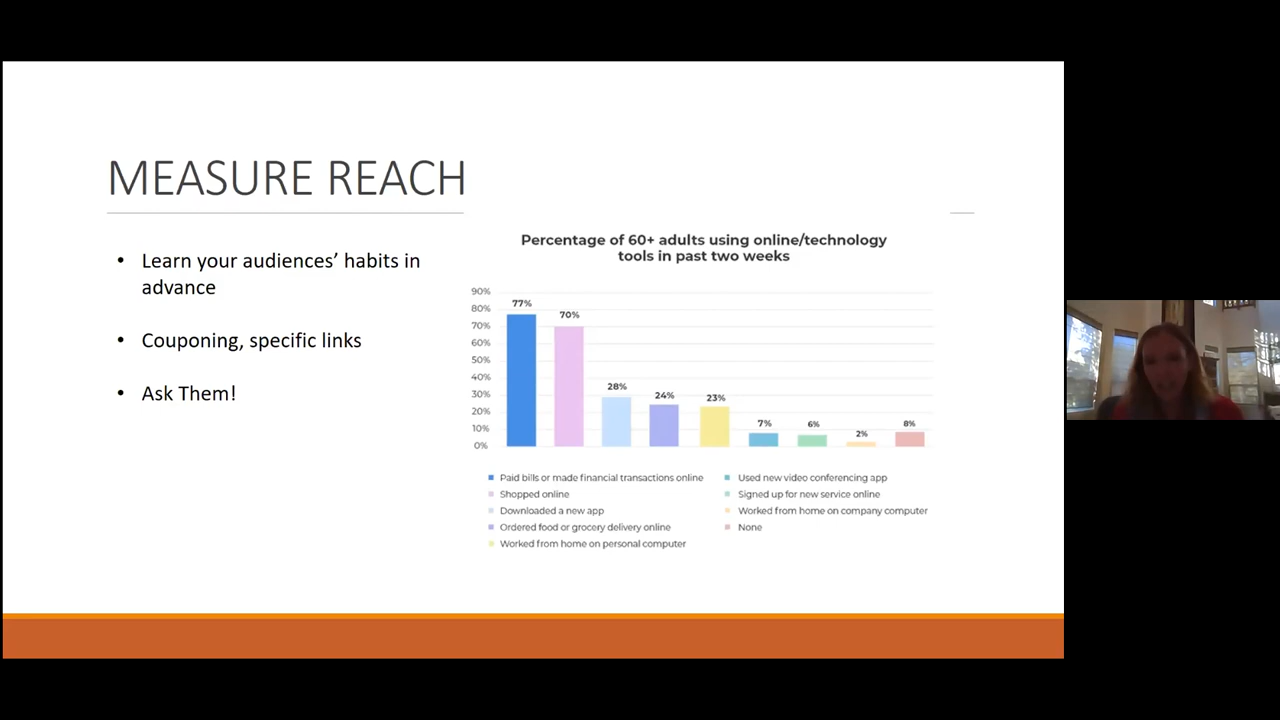 MEASURE REACH
• Learn your audiences’ habits in
advance
• Couponing, specific links
• Ask Them!
Percentage of 60+ adults using online/technology
tools in past two weeks
90%
80%
70%
60%
50%
40%
30%
20%
10%
0%
77%
70%
28%
24%
23%
7%
6%
2%
8%
Paid bills or made financial transactions online
Shopped online
Downloaded a new app
Ordered food or grocery delivery online
Worked from home on personal computer
Used new video conferencing app
Signed up for new service online
Worked from home on company computer
None